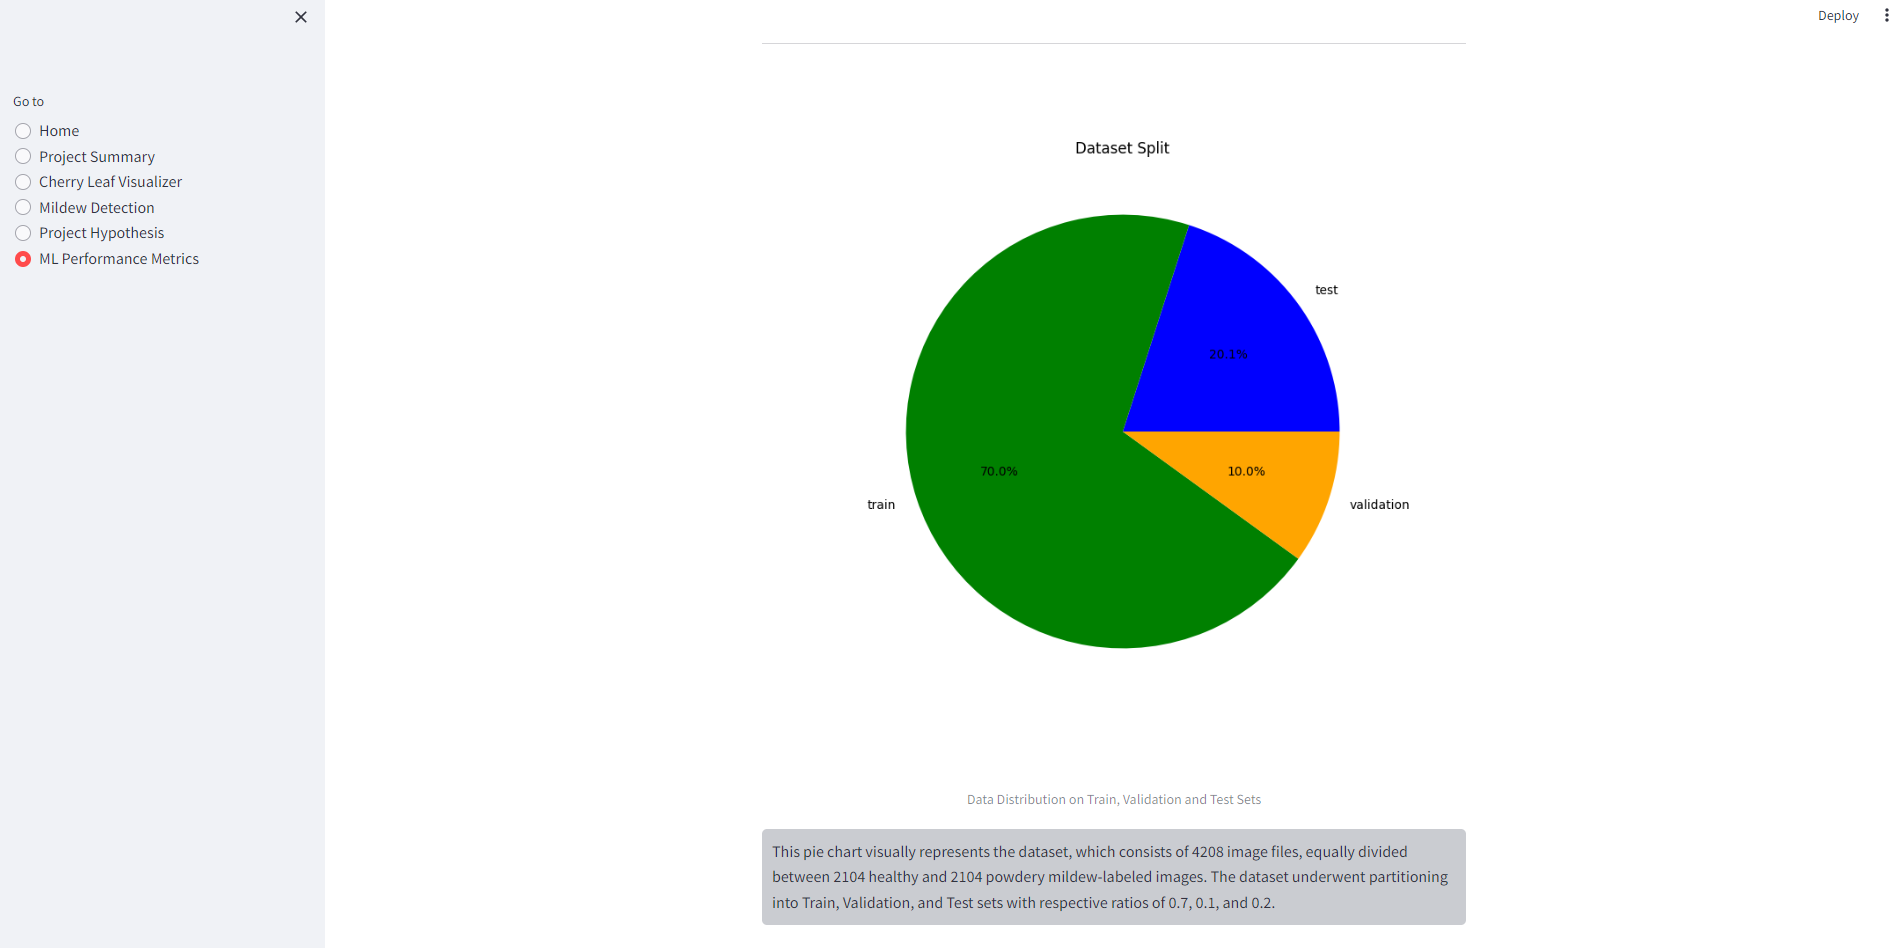 Deploy
Go to
Home
Project Summary
Cherry Leaf Visualizer
Mildew Detection
Project Hypothesis
ML Performance Metrics
Dataset Split
test
20.1%
70.0%
10.0%
train
validation
Data Distribution on Train, Validation and Test Sets
This pie chart visually represents the dataset, which consists of 4208 image files, equally divided
between 2104 healthy and 2104 powdery mildew-labeled images. The dataset underwent partitioning
into Train, Validation, and Test sets with respective ratios of 0.7, 0.1, and 0.2.